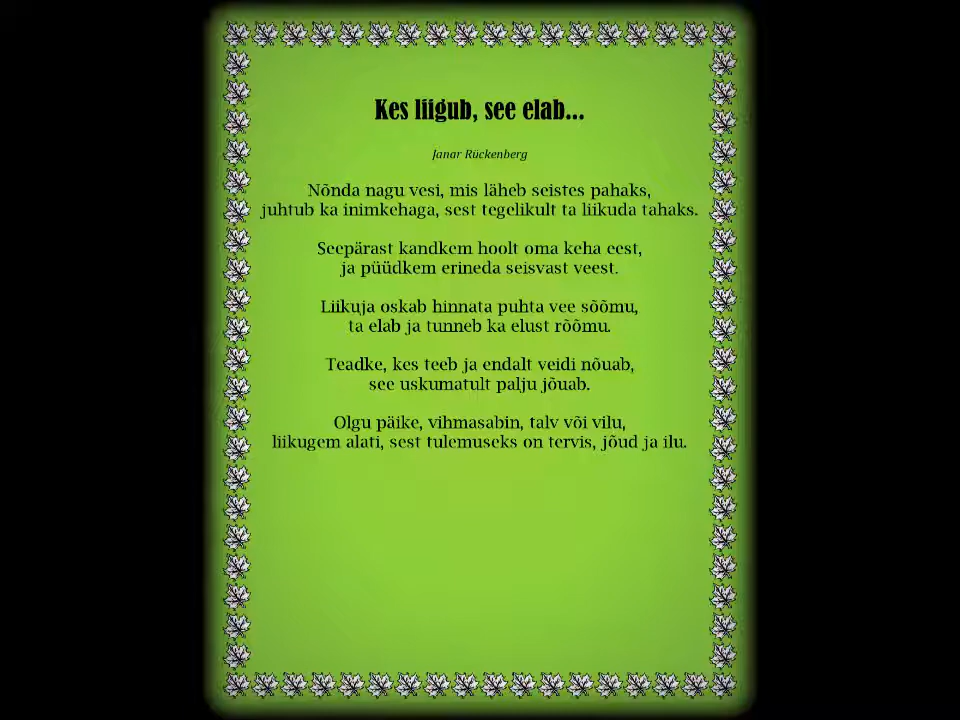 Kes liigub, see elab...
Janar Rückenberg
Nõnda nagu vesi, mis läheb seistes pahaks,
juhtub ka inimkehaga, sest tegelikult ta liikuda tahaks.
Seepärast kandkem hoolt oma keha eest,
ja püüdkem erineda seisvast veest.
Liikuja oskab hinnata puhta vee sõõmu,
ta elab ja tunneb ka elust rõõmu.
Teadke, kes teeb ja endalt veidi nõuab,
see uskumatult palju jõuab.
Olgu päike, vihmasabin, talv või vilu,
liikugem alati, sest tulemuseks on tervis, jõud ja ilu.